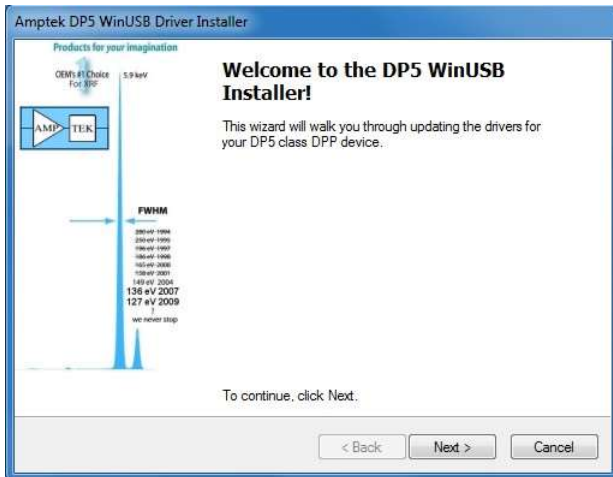 Amptek DP5 WinUSB Driver Installer
Products for your imagination
OEM's #1 Choice
For XRF
5.9 keV
AMP TEK
FWHM
149 eV 2004
136 eV 2007
127 eV 2009
?
we never stop
Welcome to the DP5 WinUSB
Installer!
This wizard will walk you through updating the drivers for
your DP5 class DPP device.
To continue, click Next.
< Back
Next >
Cancel